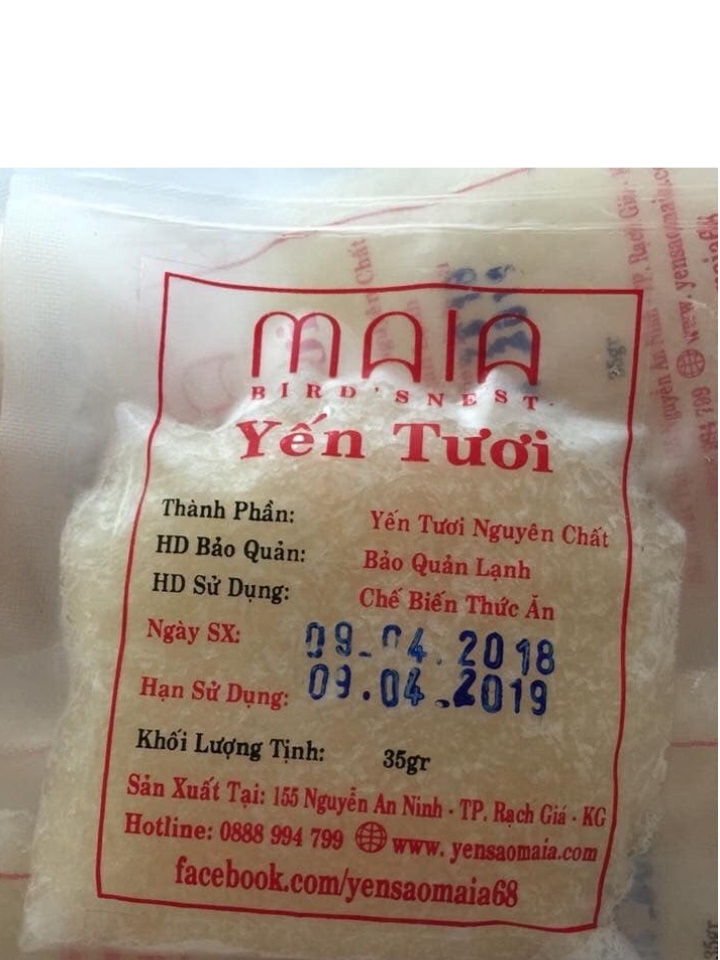 maia
BIRD'SNEST
Yến Tươi
Thành Phần: Yến Tươi Nguyên Chất
HD Bảo Quản: Bảo Quản Lạnh
HD Sử Dụng: Chế Biến Thức Ăn
Ngày SX: 09.04.2018
Hạn Sử Dụng: 09.04.2019
Khối Lượng Tịnh: 35gr
Sản Xuất Tại: 155 Nguyễn An Ninh - TP. Rạch Giá - KG
Hotline: 0888 994 799 www.yensaomaia.com
facebook.com/yensaomaia68